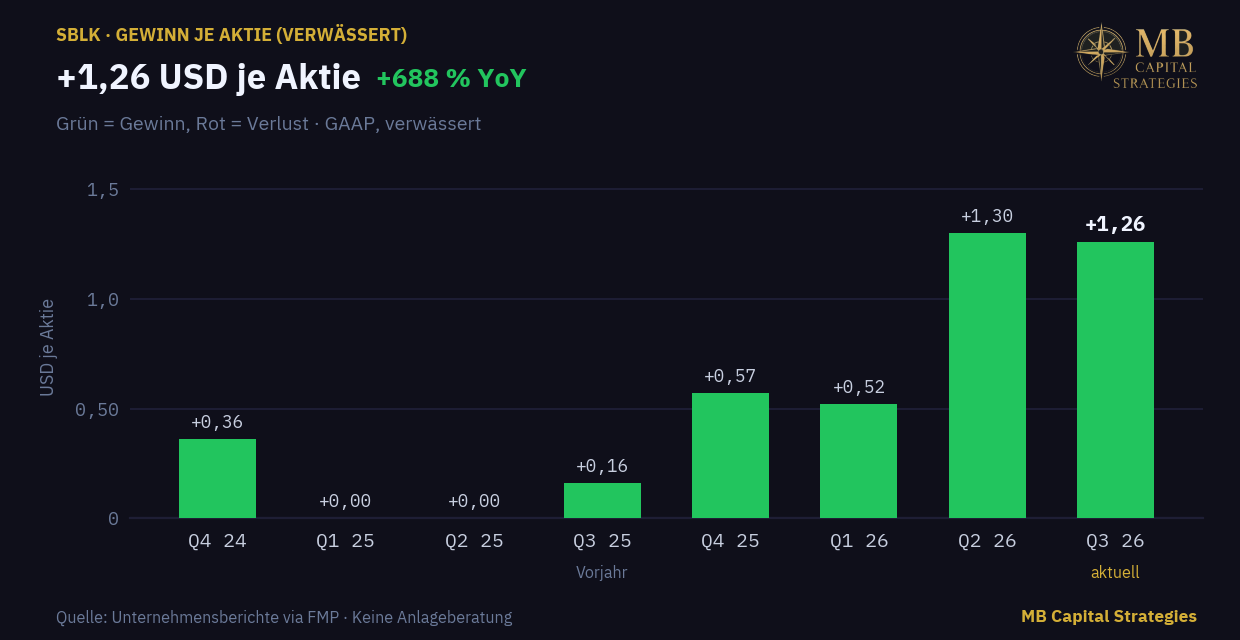 SBLK · GEWINN JE AKTIE (VERWÄSSERT)
+1,26 USD je Aktie +688 % YoY
Grün = Gewinn, Rot = Verlust · GAAP, verwässert
MB
CAPITAL
STRATEGIES
USD je Aktie
1,5
1,0
0,50
0
+0,36
+0,00
+0,00
+0,16
+0,57
+0,52
+1,30
+1,26
Q4 24
Q1 25
Q2 25
Q3 25
Q4 25
Q1 26
Q2 26
Q3 26
Vorjahr
aktuell
Quelle: Unternehmensberichte via FMP · Keine Anlageberatung
MB Capital Strategies